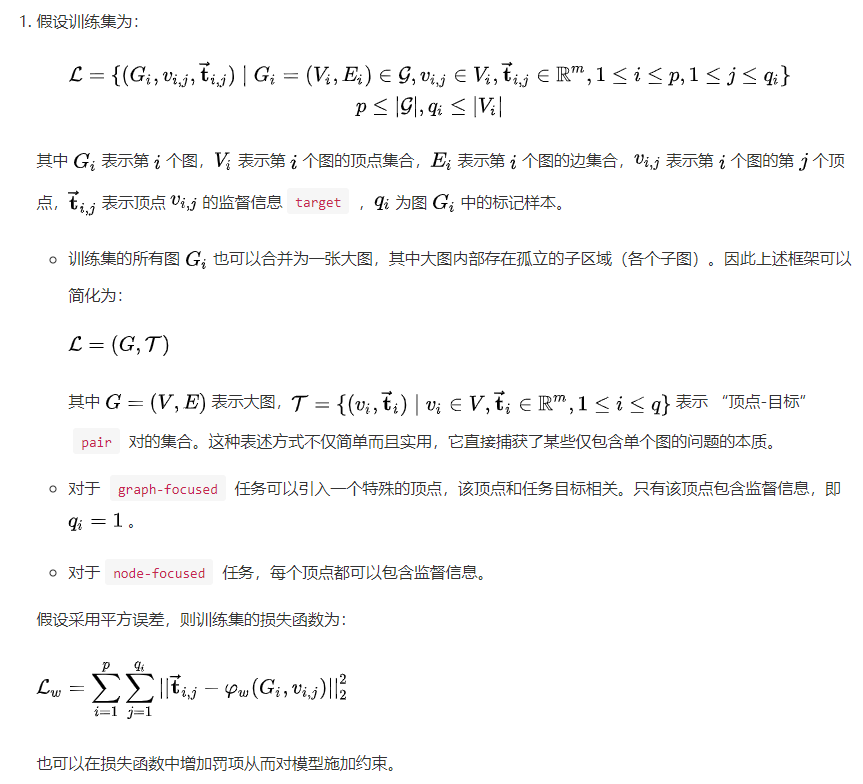 1. 假设训练集为：
$\mathcal{L} = \{(G_i, v_{i,j}, \vec{\mathbf{t}}_{i,j}) \mid G_i = (V_i, E_i) \in \mathcal{G}, v_{i,j} \in V_i, \vec{\mathbf{t}}_{i,j} \in \mathbb{R}^m, 1 \le i \le p, 1 \le j \le q_i\}$
$p \le |\mathcal{G}|, q_i \le |V_i|$
其中 $G_i$ 表示第 $i$ 个图，$V_i$ 表示第 $i$ 个图的顶点集合，$E_i$ 表示第 $i$ 个图的边集合，$v_{i,j}$ 表示第 $i$ 个图的第 $j$ 个顶
点，$\vec{\mathbf{t}}_{i,j}$ 表示顶点 $v_{i,j}$ 的监督信息 target ，$q_i$ 为图 $G_i$ 中的标记样本。
○ 训练集的所有图 $G_i$ 也可以合并为一张大图，其中大图内部存在孤立的子区域（各个子图）。因此上述框架可以
简化为：
$\mathcal{L} = (G, \mathcal{T})$
其中 $G = (V, E)$ 表示大图，$\mathcal{T} = \{(v_i, \vec{\mathbf{t}}_i) \mid v_i \in V, \vec{\mathbf{t}}_i \in \mathbb{R}^m, 1 \le i \le q\}$ 表示 “顶点-目标“
pair 对的集合。这种表述方式不仅简单而且实用，它直接捕获了某些仅包含单个图的问题的本质。
○ 对于 graph-focused 任务可以引入一个特殊的顶点，该顶点和任务目标相关。只有该顶点包含监督信息，即
$q_i = 1$ 。
○ 对于 node-focused 任务，每个顶点都可以包含监督信息。
假设采用平方误差，则训练集的损失函数为：
$\mathcal{L}_w = \sum_{i=1}^{p} \sum_{j=1}^{q_i} ||\vec{\mathbf{t}}_{i,j} - \varphi_w(G_i, v_{i,j})||_2^2$
也可以在损失函数中增加罚项从而对模型施加约束。